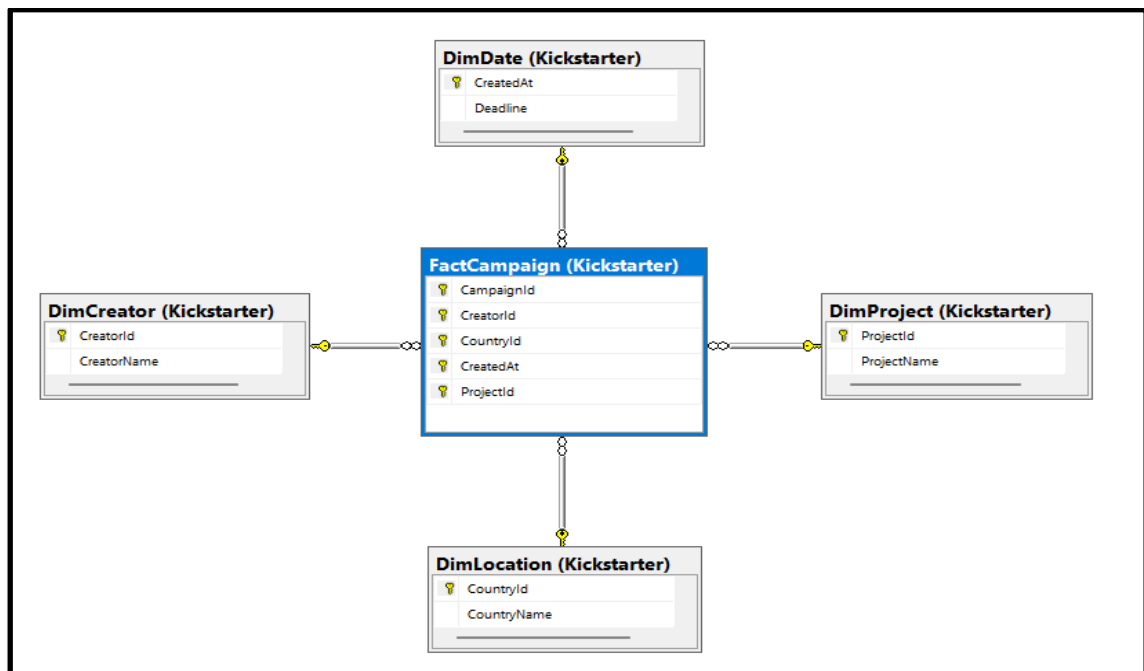 DimDate (Kickstarter)
CreatedAt
Deadline
FactCampaign (Kickstarter)
CampaignId
CreatorId
CountryId
CreatedAt
ProjectId
DimCreator (Kickstarter)
CreatorId
CreatorName
DimProject (Kickstarter)
ProjectId
ProjectName
DimLocation (Kickstarter)
CountryId
CountryName